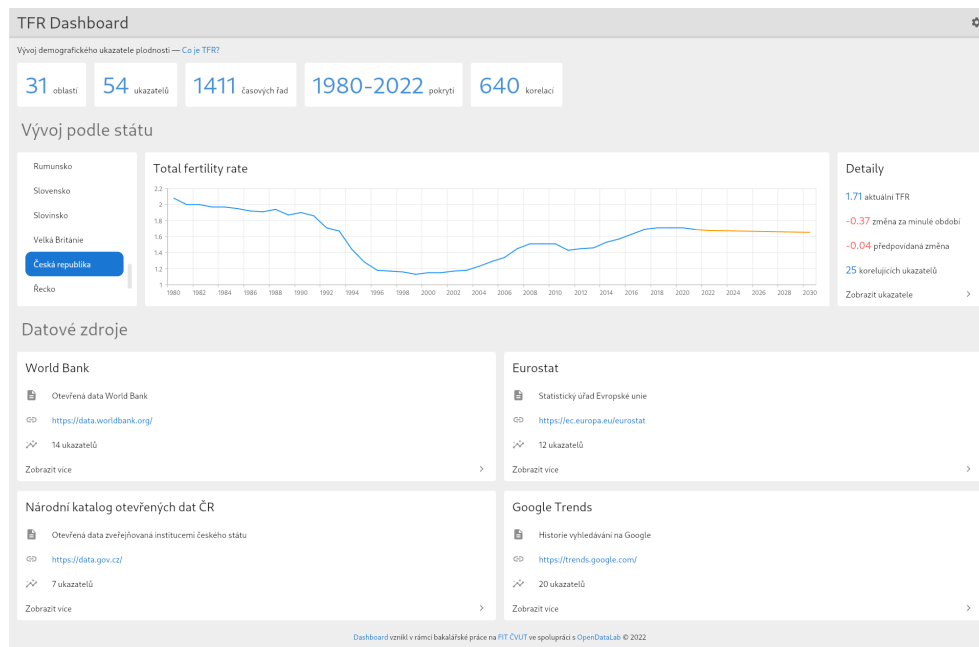 TFR Dashboard
Vývoj demografického ukazatele plodnosti — Co je TFR?
31 oblastí 54 ukazatelů 1411 časových řad 1980-2022 pokrytí 640 korelací
Vývoj podle státu
Rumunsko
Slovensko
Slovinsko
Velká Británie
Česká republika
Řecko
Total fertility rate
2.2
2
1.8
1.6
1.4
1.2
1
1980 1982 1984 1986 1988 1990 1992 1994 1996 1998 2000 2002 2004 2006 2008 2010 2012 2014 2016 2018 2020 2022 2024 2026 2028 2030
Detaily
1.71 aktuální TFR
-0.37 změna za minulé období
-0.04 předpovídaná změna
25 korelujících ukazatelů
Zobrazit ukazatele
Datové zdroje
World Bank
Otevřená data World Bank
https://data.worldbank.org/
14 ukazatelů
Zobrazit více
Eurostat
Statistický úřad Evropské unie
https://ec.europa.eu/eurostat
12 ukazatelů
Zobrazit více
Národní katalog otevřených dat ČR
Otevřená data zveřejňovaná institucemi českého státu
https://data.gov.cz/
7 ukazatelů
Zobrazit více
Google Trends
Historie vyhledávání na Google
https://trends.google.com/
20 ukazatelů
Zobrazit více
Dashboard vznikl v rámci bakalářské práce na FIT ČVUT ve spolupráci s OpenDataLab © 2022